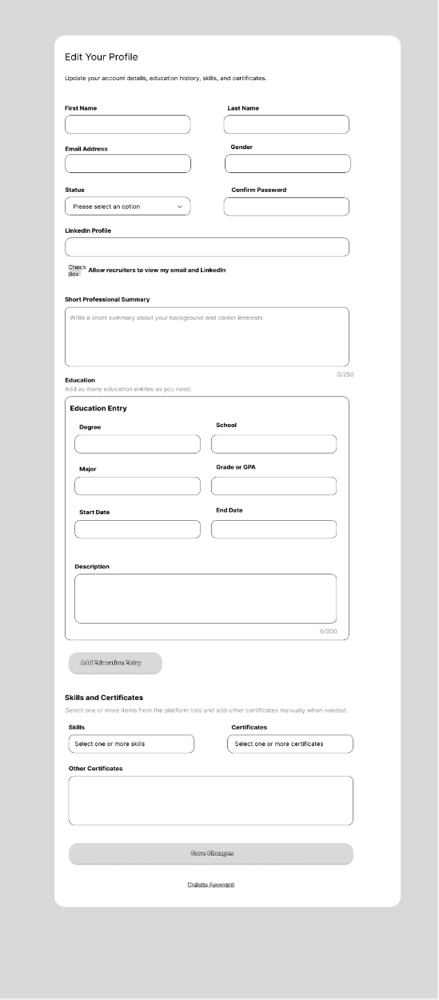 Edit Your Profile
Update your account details, education history, skills, and certificates.
First Name
Last Name
Email Address
Gender
Status
Confirm Password
Please select an option
LinkedIn Profile
Check
Box
Allow recruiters to view my email and LinkedIn
Short Professional Summary
Write a short summary about your background and career interests
0/250
Education
Add as many education entries as you need.
Education Entry
Degree
School
Major
Grade or GPA
Start Date
End Date
Description
0/300
Add Education Entry
Skills and Certificates
Select one or more items from the platform lists and add other certificates manually when needed.
Skills
Certificates
Select one or more skills
Select one or more certificates
Other Certificates
Save Changes
Delete Account